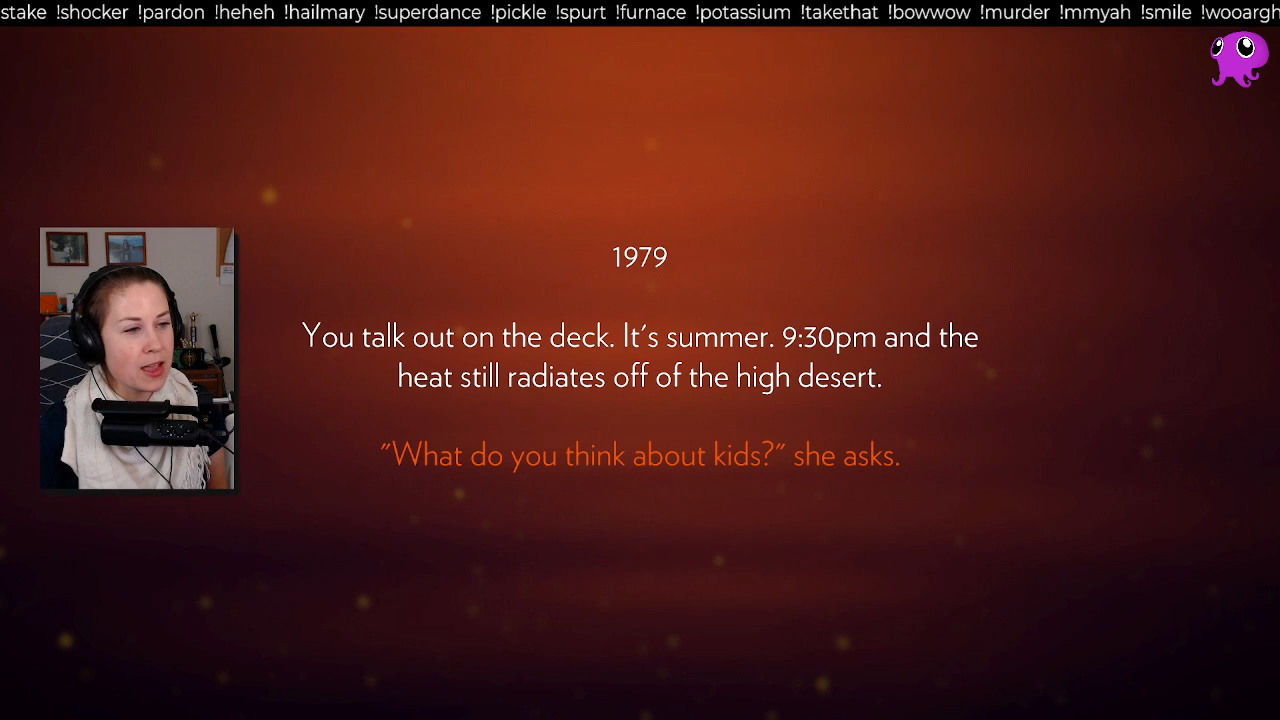 stake !shocker !pardon !heheh !hailmary !superdance !pickle !spurt !furnace !potassium !takethat !bowwow !murder !mmyah !smile !wooargh
1979
You talk out on the deck. It's summer. 9:30pm and the
heat still radiates off of the high desert.
"What do you think about kids?" she asks.